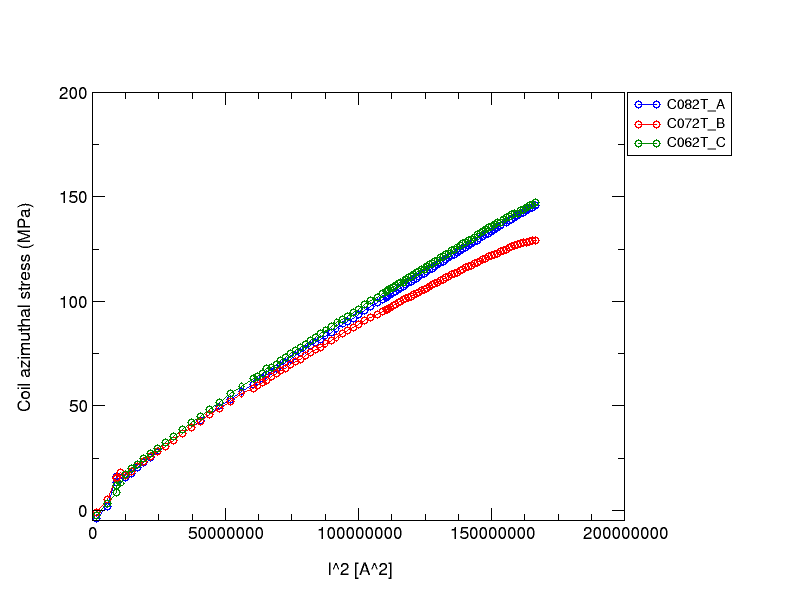 200
150
100
50
0
0 50000000 100000000 150000000 200000000
Coil azimuthal stress (MPa)
I^2 [A^2]
C082T_A
C072T_B
C062T_C